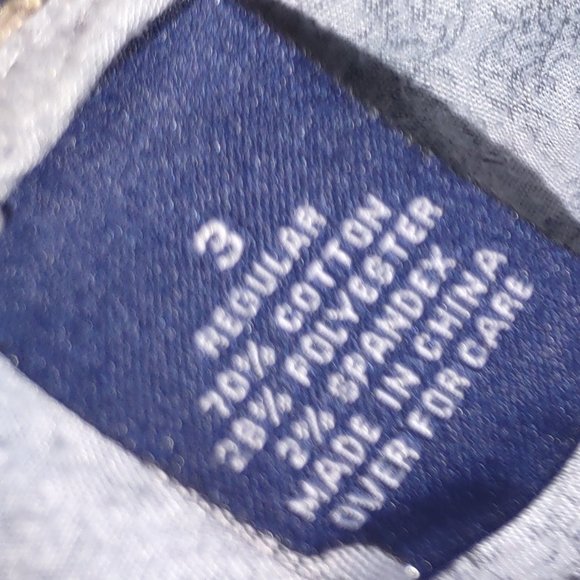 3
REGULAR
70% COTTON
28% POLYESTER
2% SPANDEX
MADE IN CHINA
OVER FOR CARE